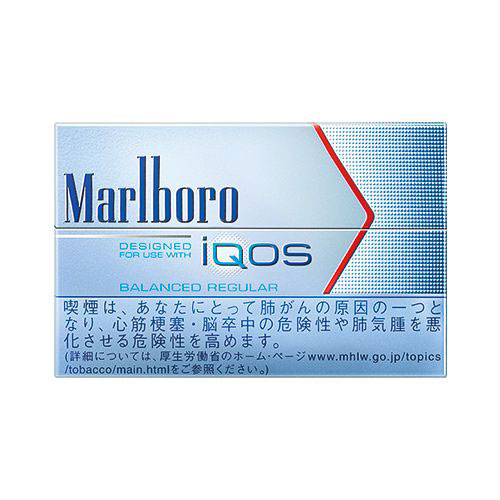 Marlboro
DESIGNED
FOR USE WITH
iQOS
BALANCED REGULAR
喫煙は、あなたにとって肺がんの原因の一つと
なり、心筋梗塞・脳卒中の危険性や肺気腫を悪
化させる危険性を高めます。
(詳細については、厚生労働省のホーム・ページwww.mhlw.go.jp/topics
/tobacco/main.htmlをご参照ください。)